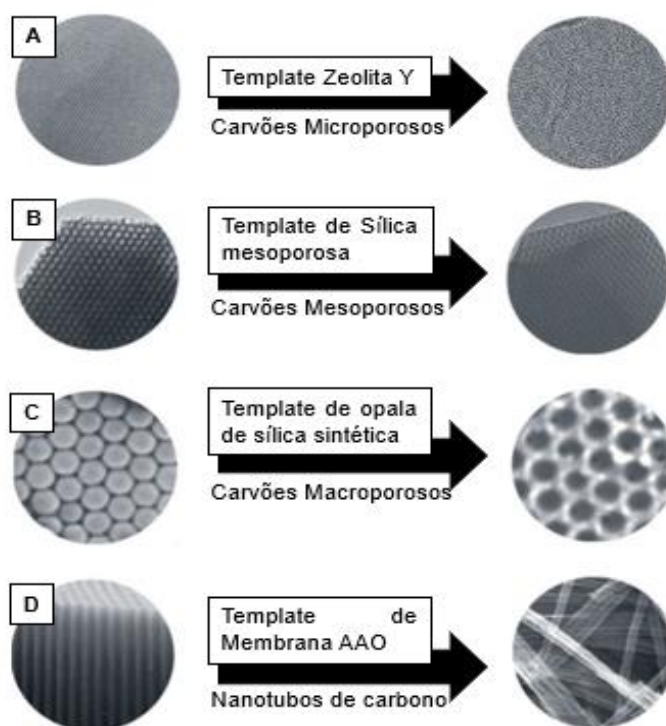 A
Template Zeolita Y
Carvões Microporosos
B
Template de Sílica
mesoporosa
Carvões Mesoporosos
C
Template de opala
de sílica sintética
Carvões Macroporosos
D
Template de
Membrana AAO
Nanotubos de carbono